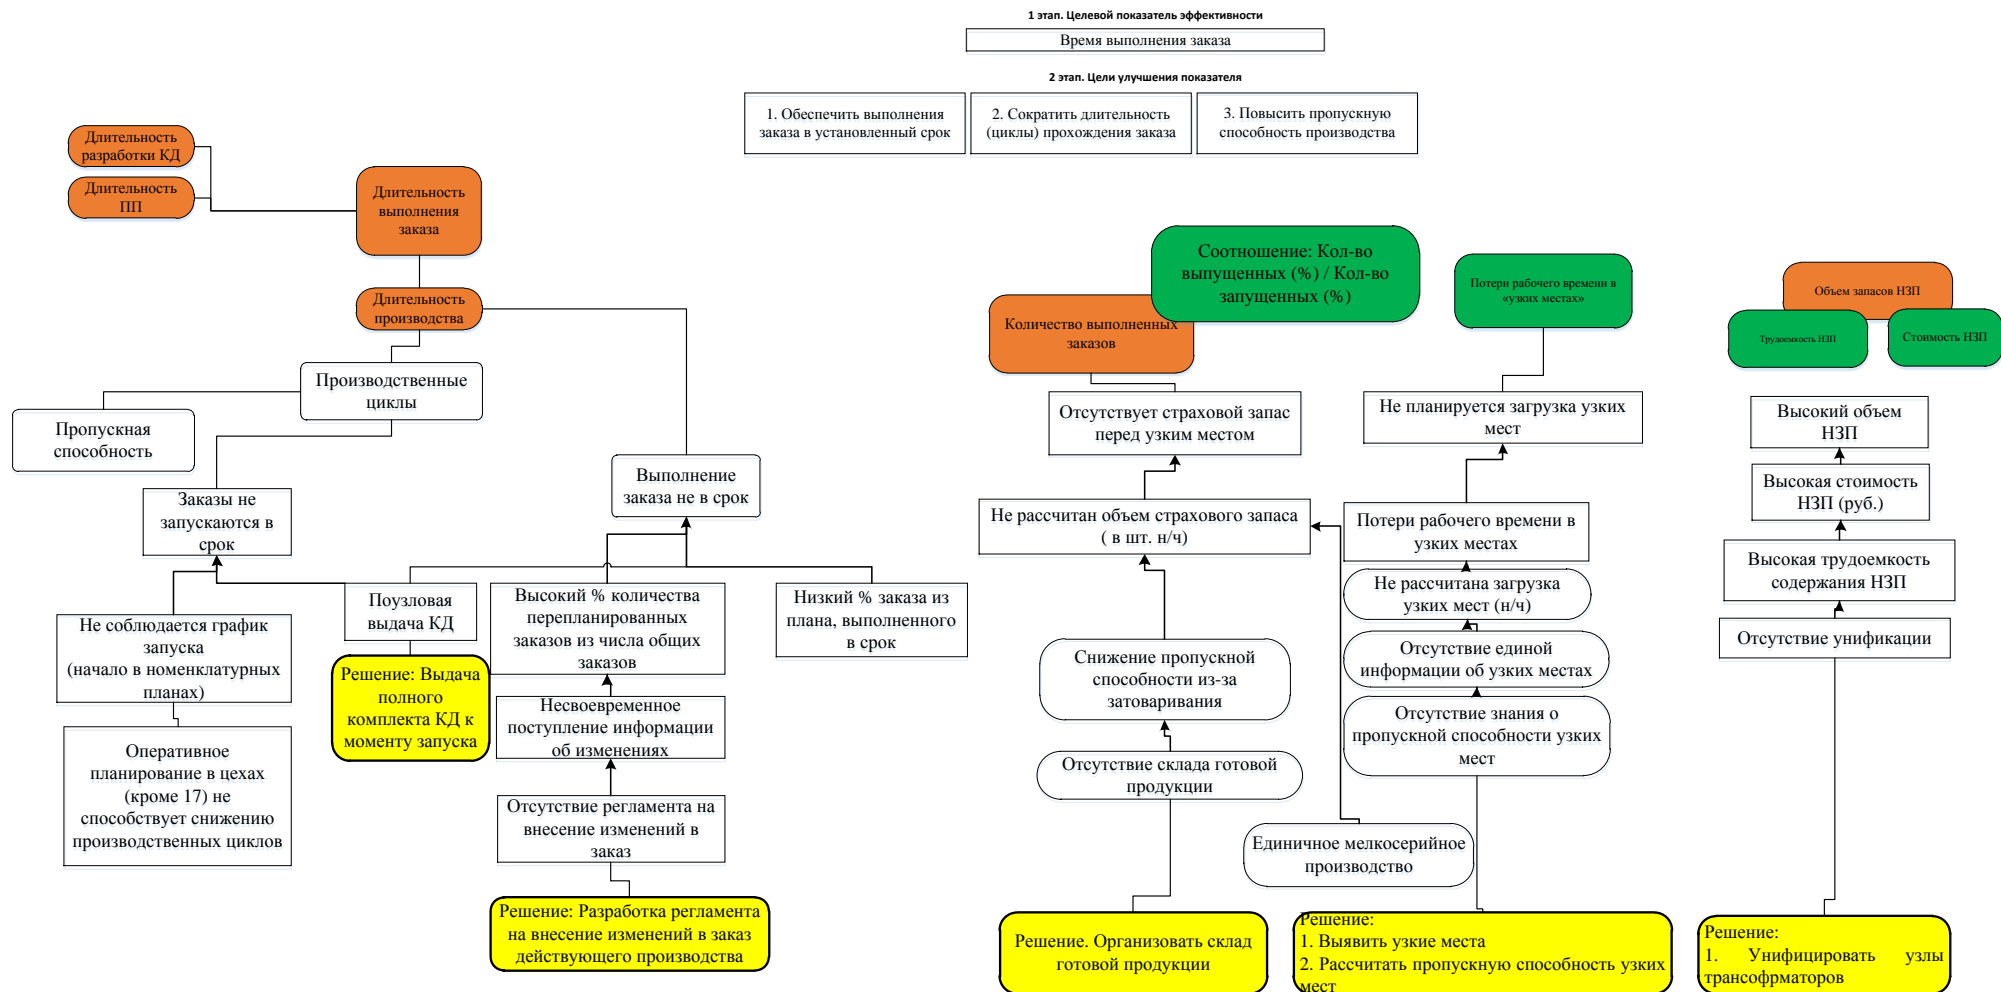 1 этап. Целевой показатель эффективности
Время выполнения заказа
2 этап. Цели улучшения показателя
1. Обеспечить выполнения
заказа в установленный срок
2. Сократить длительность
(циклы) прохождения заказа
3. Повысить пропускную
способность производства
Длительность
разработки КД
Длительность
ПП
Длительность
выполнения
заказа
Длительность
производства
Производственные
циклы
Пропускная
способность
Заказы не
запускаются в
срок
Выполнение
заказа не в срок
Не соблюдается график
запуска
(начало в номенклатурных
планах)
Поузловая
выдача КД
Высокий % количества
перепланированных
заказов из числа общих
заказов
Низкий % заказа из
плана, выполненного
в срок
Решение: Выдача
полного
комплекта КД к
моменту запуска
Оперативное
планирование в цехах
(кроме 17) не
способствует снижению
производственных циклов
Несвоевременное
поступление информации
об изменениях
Отсутствие регламента на
внесение изменений в
заказ
Решение: Разработка регламента
на внесение изменений в заказ
действующего производства
Соотношение: Кол-во
выпущенных (%) / Кол-во
запущенных (%)
Количество выполненных
заказов
Отсутствует страховой запас
перед узким местом
Не рассчитан объем страхового запаса
( в шт. н/ч)
Снижение пропускной
способности из-за
затоваривания
Отсутствие склада готовой
продукции
Единичное мелкосерийное
производство
Решение. Организовать склад
готовой продукции
Потери рабочего времени в
«узких местах»
Не планируется загрузка узких
мест
Потери рабочего времени в
узких местах
Не рассчитана загрузка
узких мест (н/ч)
Отсутствие единой
информации об узких местах
Отсутствие знания о
пропускной способности узких
мест
Решение:
1. Выявить узкие места
2. Рассчитать пропускную способность узких
мест
Объем запасов НЗП
Трудоемкость НЗП
Стоимость НЗП
Высокий объем
НЗП
Высокая стоимость
НЗП (руб.)
Высокая трудоемкость
содержания НЗП
Отсутствие унификации
Решение:
1. Унифицировать узлы
трансофрматоров